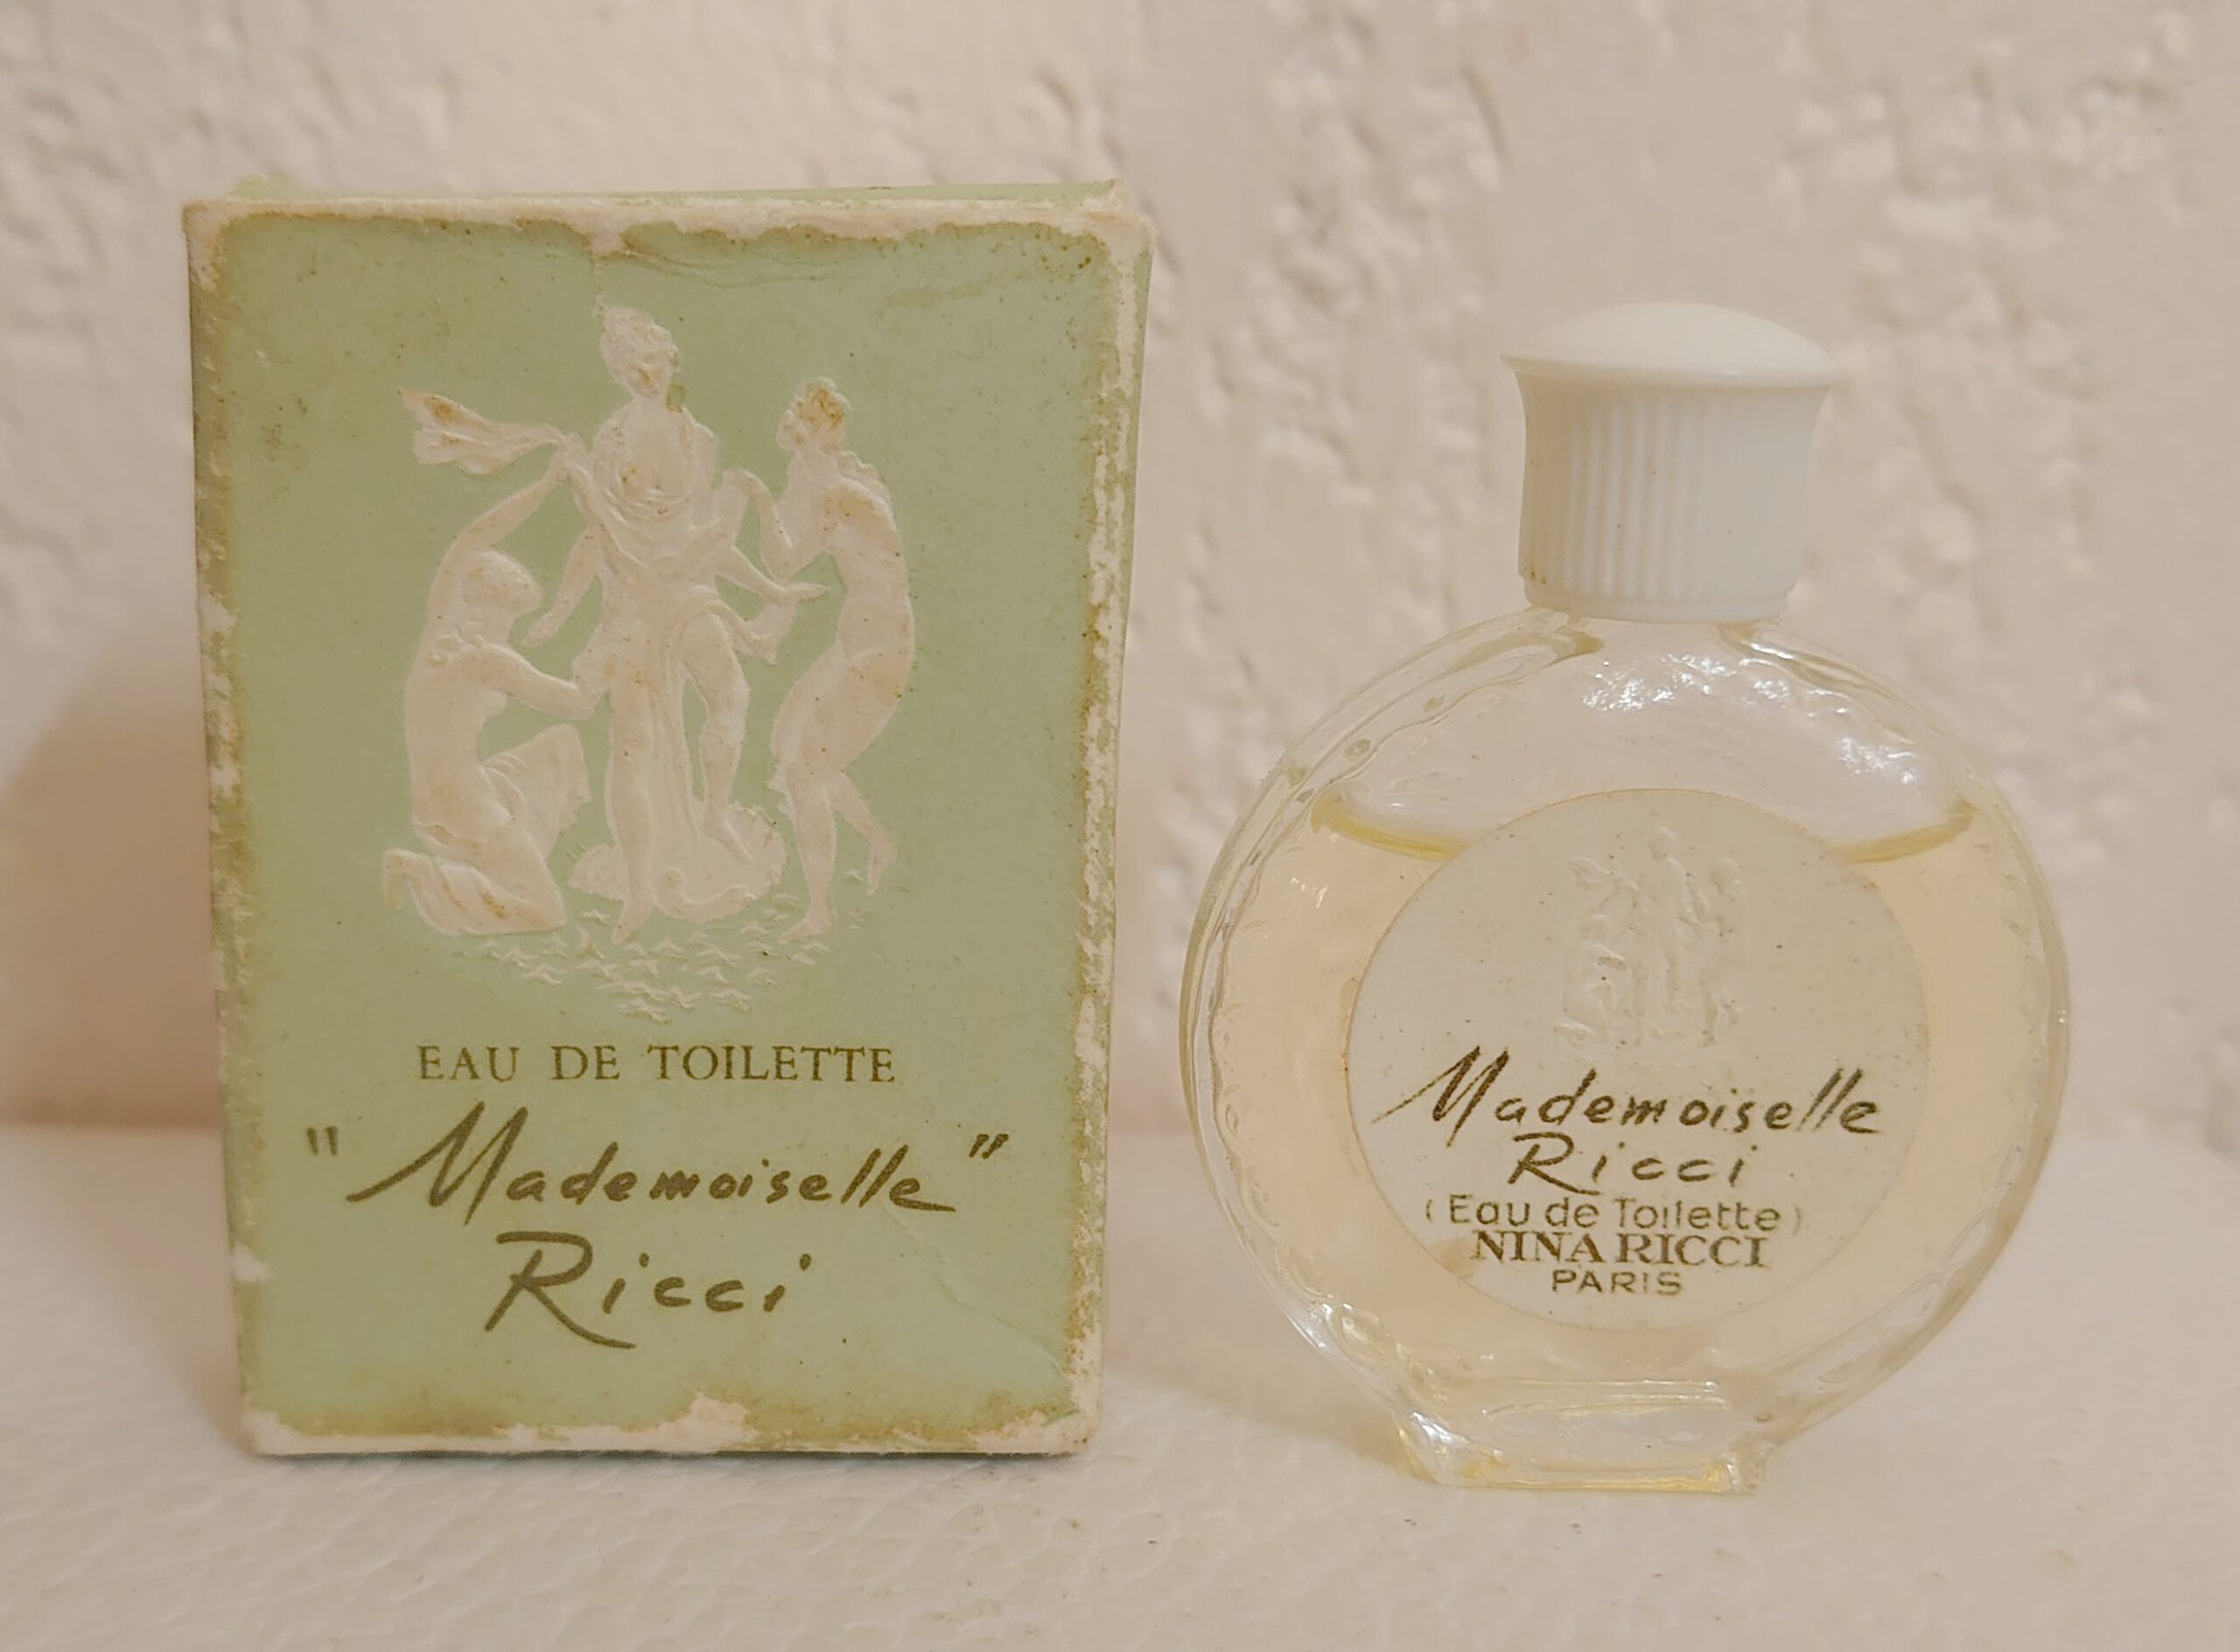 EAU DE TOILETTE
"Mademoiselle"
Ricci
Mademoiselle
Ricci
(Eau de Toilette)
NINA RICCI
PARIS